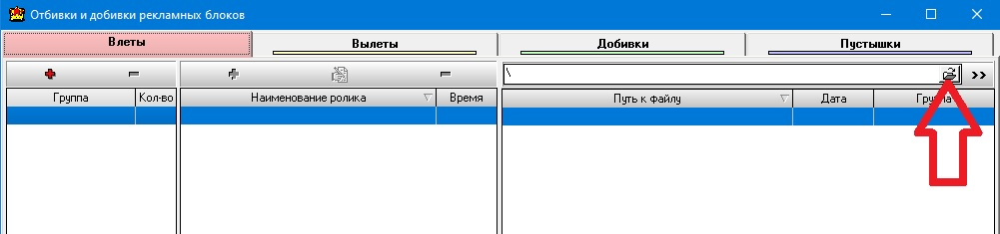 Отбивки и добивки рекламных блоков
Влеты Вылеты Добивки Пустышки
\ >>
Группа Кол-во Наименование ролика Время Путь к файлу Дата Группа